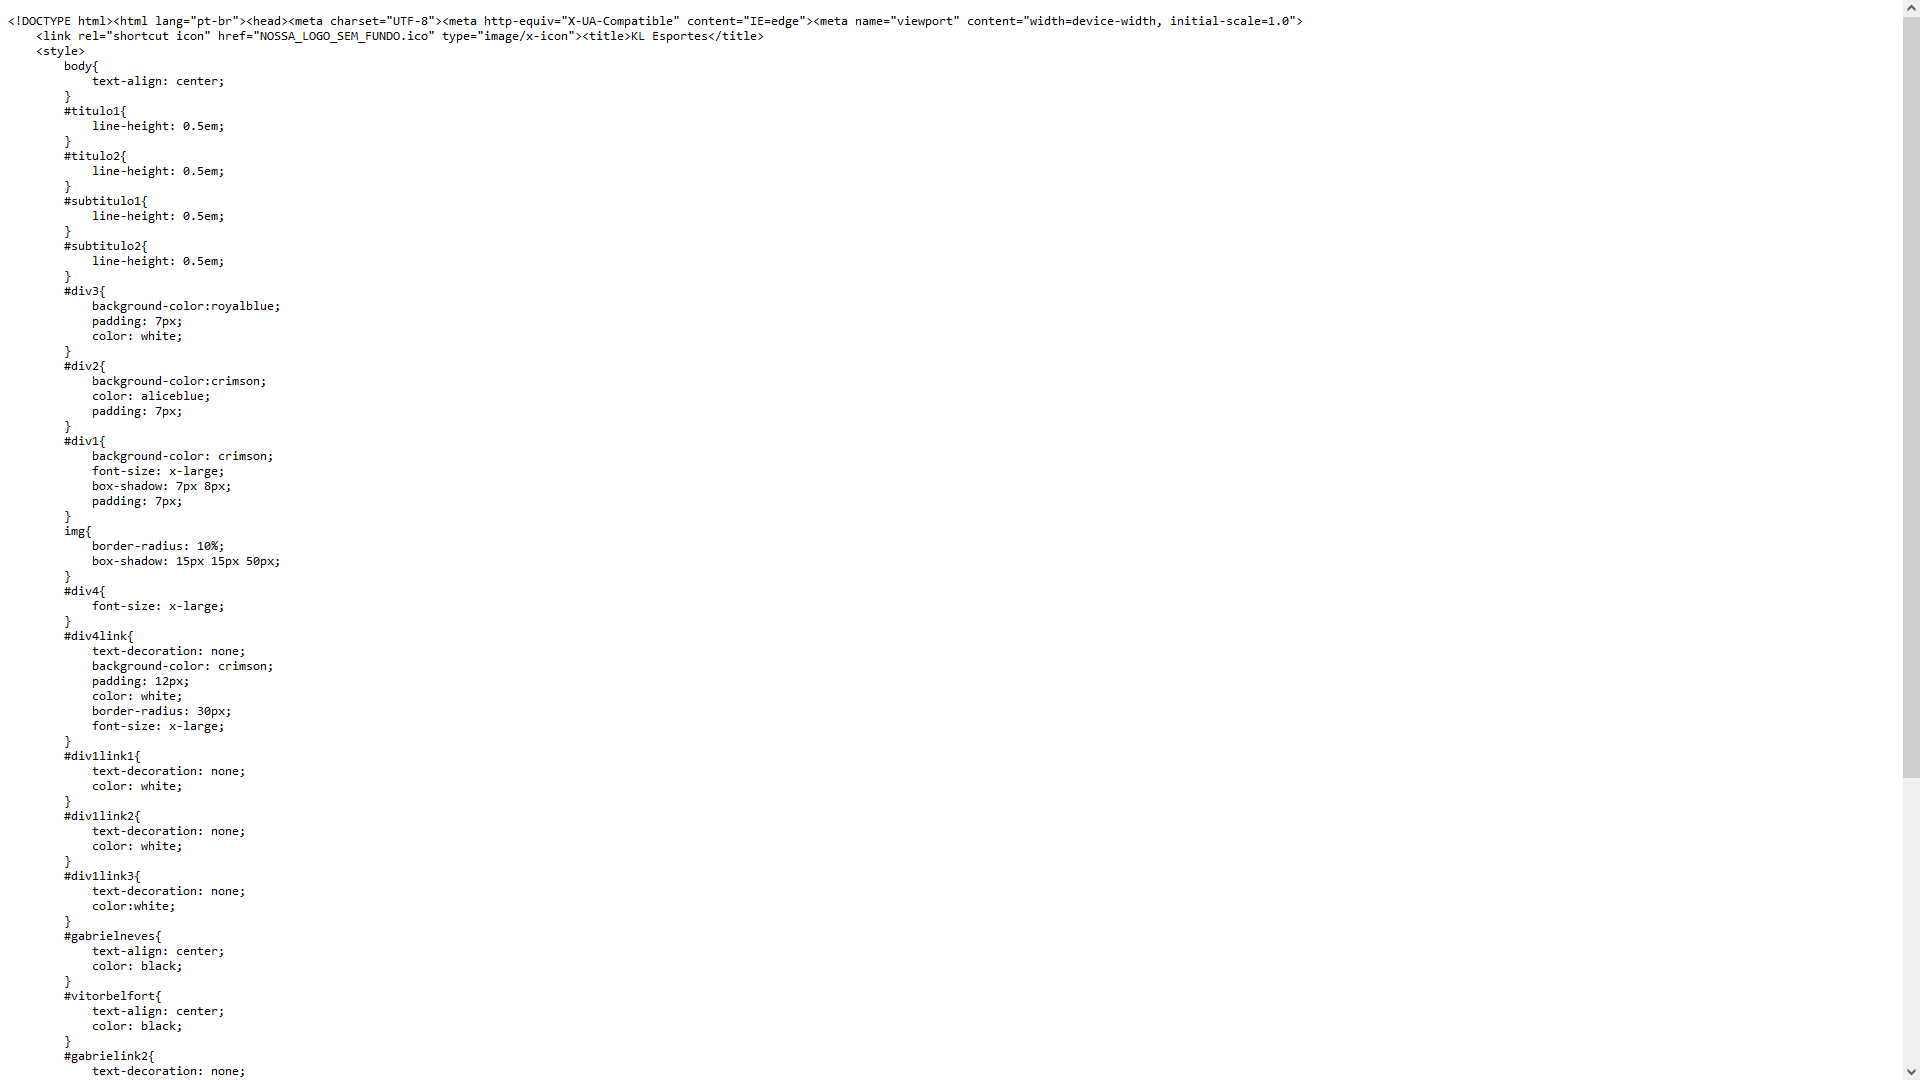 <!DOCTYPE html><html lang="pt-br"><head><meta charset="UTF-8"><meta http-equiv="X-UA-Compatible" content="IE=edge"><meta name="viewport" content="width=device-width, initial-scale=1.0">
    <link rel="shortcut icon" href="NOSSA_LOGO_SEM_FUNDO.ico" type="image/x-icon"><title>KL Esportes</title>
    <style>
        body{
            text-align: center;
        }
        #titulo1{
            line-height: 0.5em;
        }
        #titulo2{
            line-height: 0.5em;
        }
        #subtitulo1{
            line-height: 0.5em;
        }
        #subtitulo2{
            line-height: 0.5em;
        }
        #div3{
            background-color:royalblue;
            padding: 7px;
            color: white;
        }
        #div2{
            background-color:crimson;
            color: aliceblue;
            padding: 7px;
        }
        #div1{
            background-color: crimson;
            font-size: x-large;
            box-shadow: 7px 8px;
            padding: 7px;
        }
        img{
            border-radius: 10%;
            box-shadow: 15px 15px 50px;
        }
        #div4{
            font-size: x-large;
        }
        #div4link{
            text-decoration: none;
            background-color: crimson;
            padding: 12px;
            color: white;
            border-radius: 30px;
            font-size: x-large;
        }
        #div1link1{
            text-decoration: none;
            color: white;
        }
        #div1link2{
            text-decoration: none;
            color: white;
        }
        #div1link3{
            text-decoration: none;
            color:white;
        }
        #gabrielneves{
            text-align: center;
            color: black;
        }
        #vitorbelfort{
            text-align: center;
            color: black;
        }
        #gabrielink2{
            text-decoration: none;